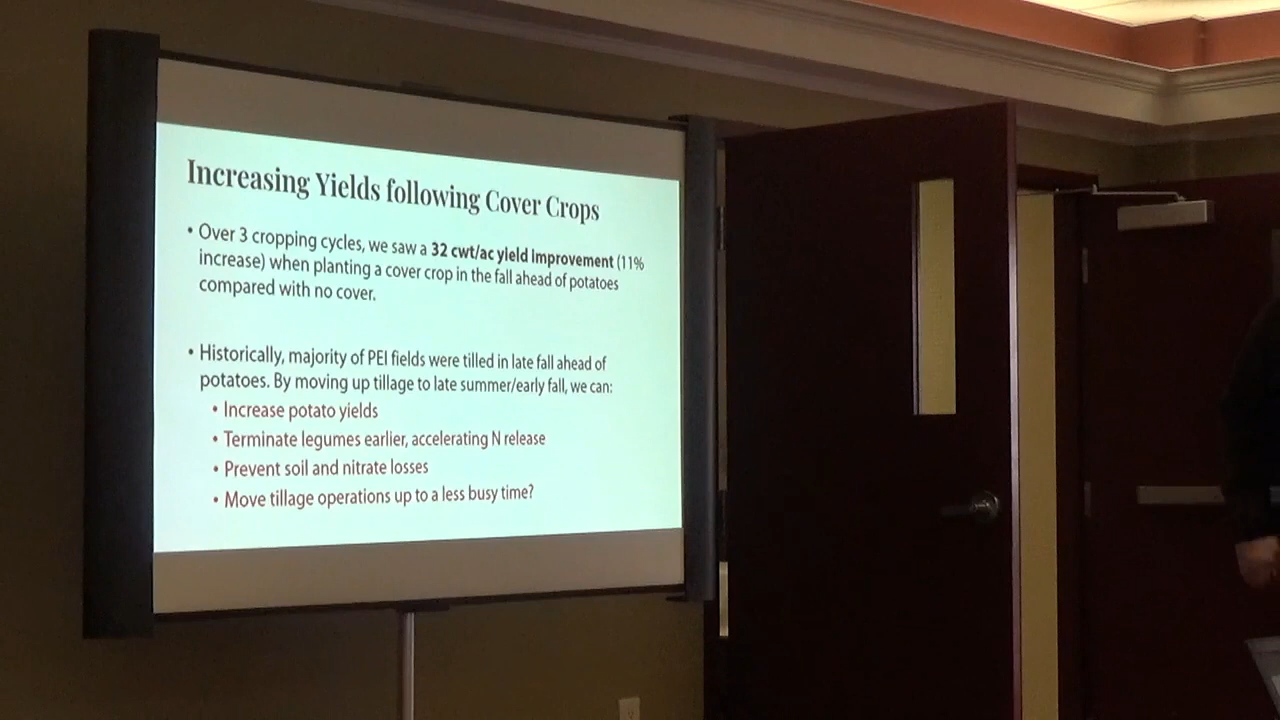 Increasing Yields following Cover Crops
• Over 3 cropping cycles, we saw a 32 cwt/ac yield improvement (11%
increase) when planting a cover crop in the fall ahead of potatoes
compared with no cover.
• Historically, majority of PEI fields were tilled in late fall ahead of
potatoes. By moving up tillage to late summer/early fall, we can:
• Increase potato yields
• Terminate legumes earlier, accelerating N release
• Prevent soil and nitrate losses
• Move tillage operations up to a less busy time?